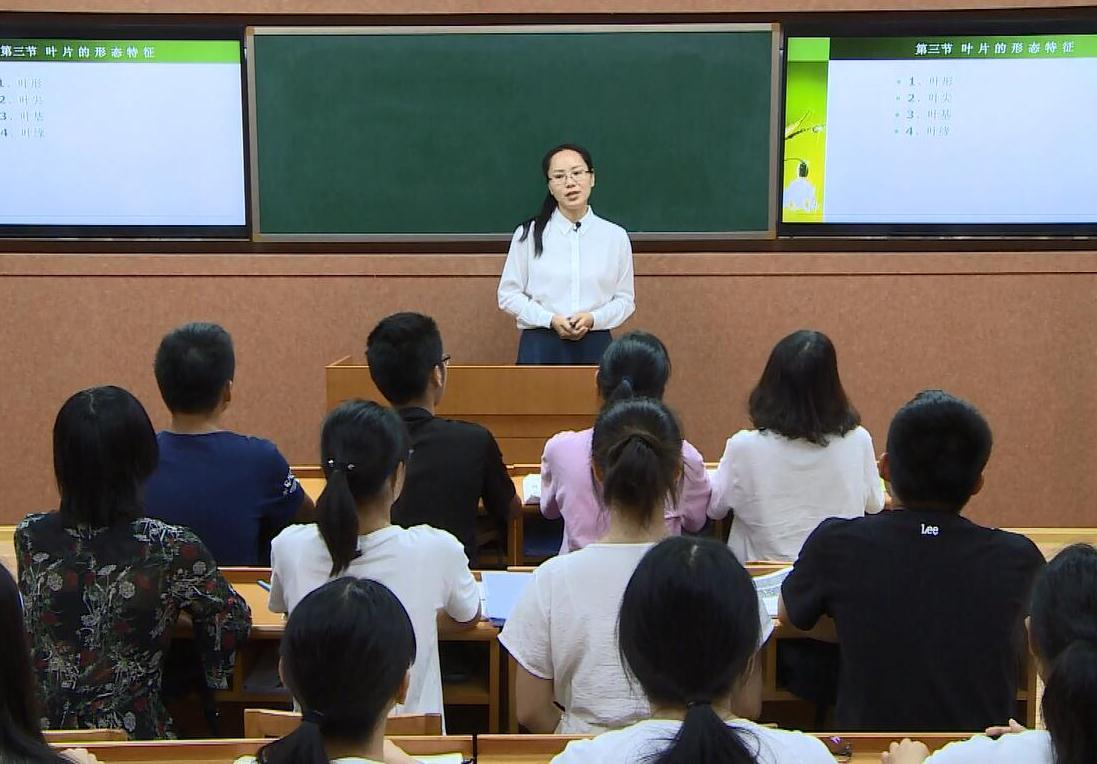 第三节 叶片的形态特征
1、叶形
2、叶尖
3、叶基
4、叶缘
第三节 叶片的形态特征
1、叶形
2、叶尖
3、叶基
4、叶缘
Lee